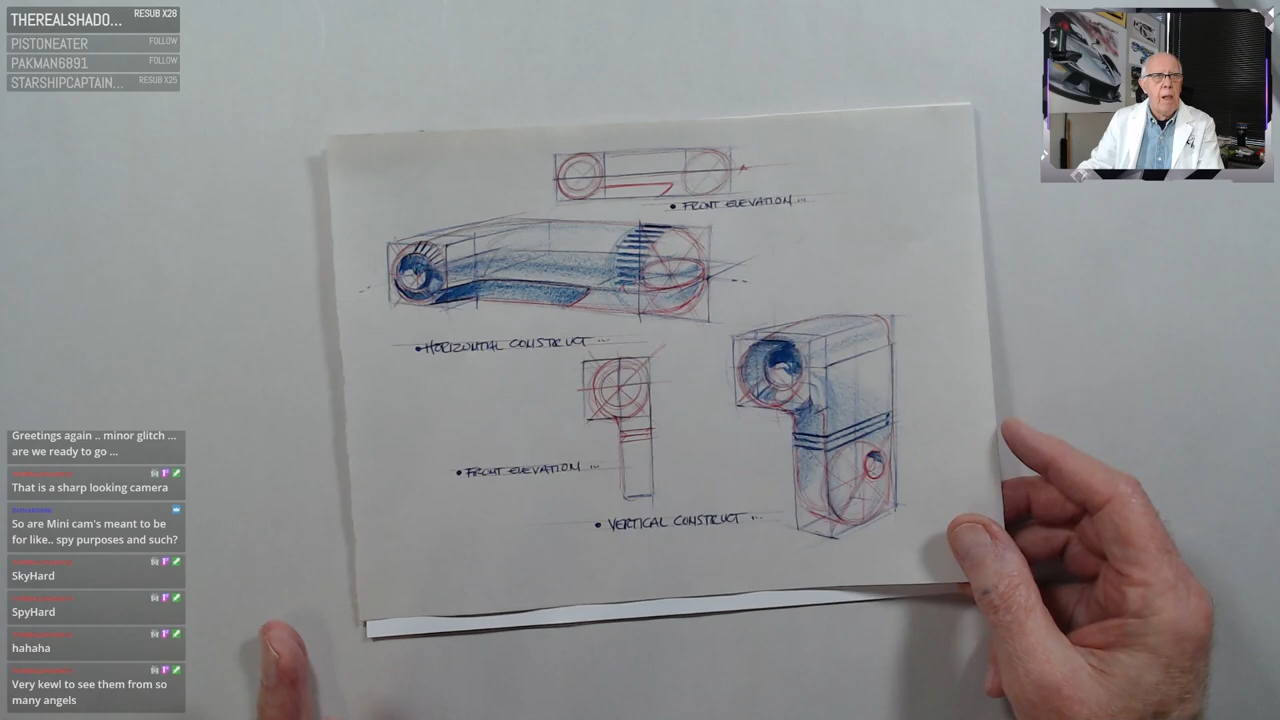 THEREALSHADO... RESUB X28
PISTONEATER FOLLOW
PAKMAN6891 FOLLOW
STARSHIPCAPTAIN... RESUB X25
• FRONT ELEVATION ...
• HORIZONTAL CONSTRUCT ...
• FRONT ELEVATION ...
• VERTICAL CONSTRUCT ...
Greetings again .. minor glitch ...
are we ready to go ...
That is a sharp looking camera
So are Mini cam's meant to be
for like.. spy purposes and such?
SkyHard
SpyHard
hahaha
Very kewl to see them from so
many angels